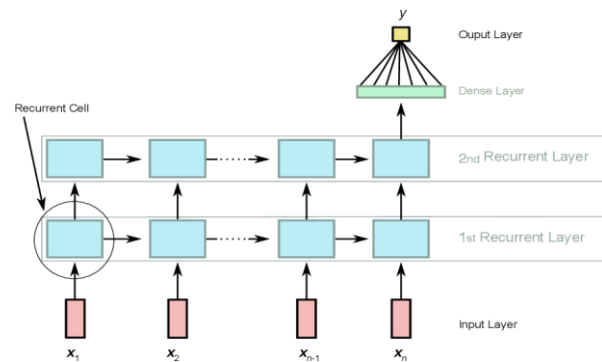 y
Ouput Layer
Dense Layer
Recurrent Cell
2nd Recurrent Layer
1st Recurrent Layer
Input Layer
x1 x2 xn-1 xn